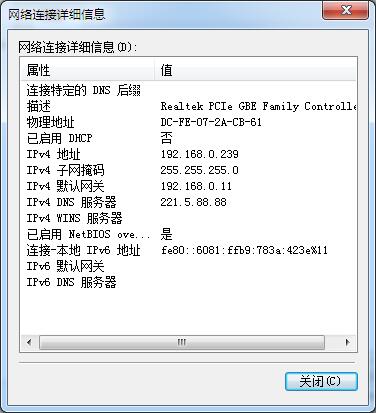 网络连接详细信息
网络连接详细信息(D):
属性 值
连接特定的 DNS 后缀
描述 Realtek PCIe GBE Family Controlle
物理地址 DC-FE-07-2A-CB-61
已启用 DHCP 否
IPv4 地址 192.168.0.239
IPv4 子网掩码 255.255.255.0
IPv4 默认网关 192.168.0.11
IPv4 DNS 服务器 221.5.88.88
IPv4 WINS 服务器
已启用 NetBIOS ove... 是
连接-本地 IPv6 地址 fe80::6081:ffb9:783a:423e%11
IPv6 默认网关
IPv6 DNS 服务器
关闭(C)